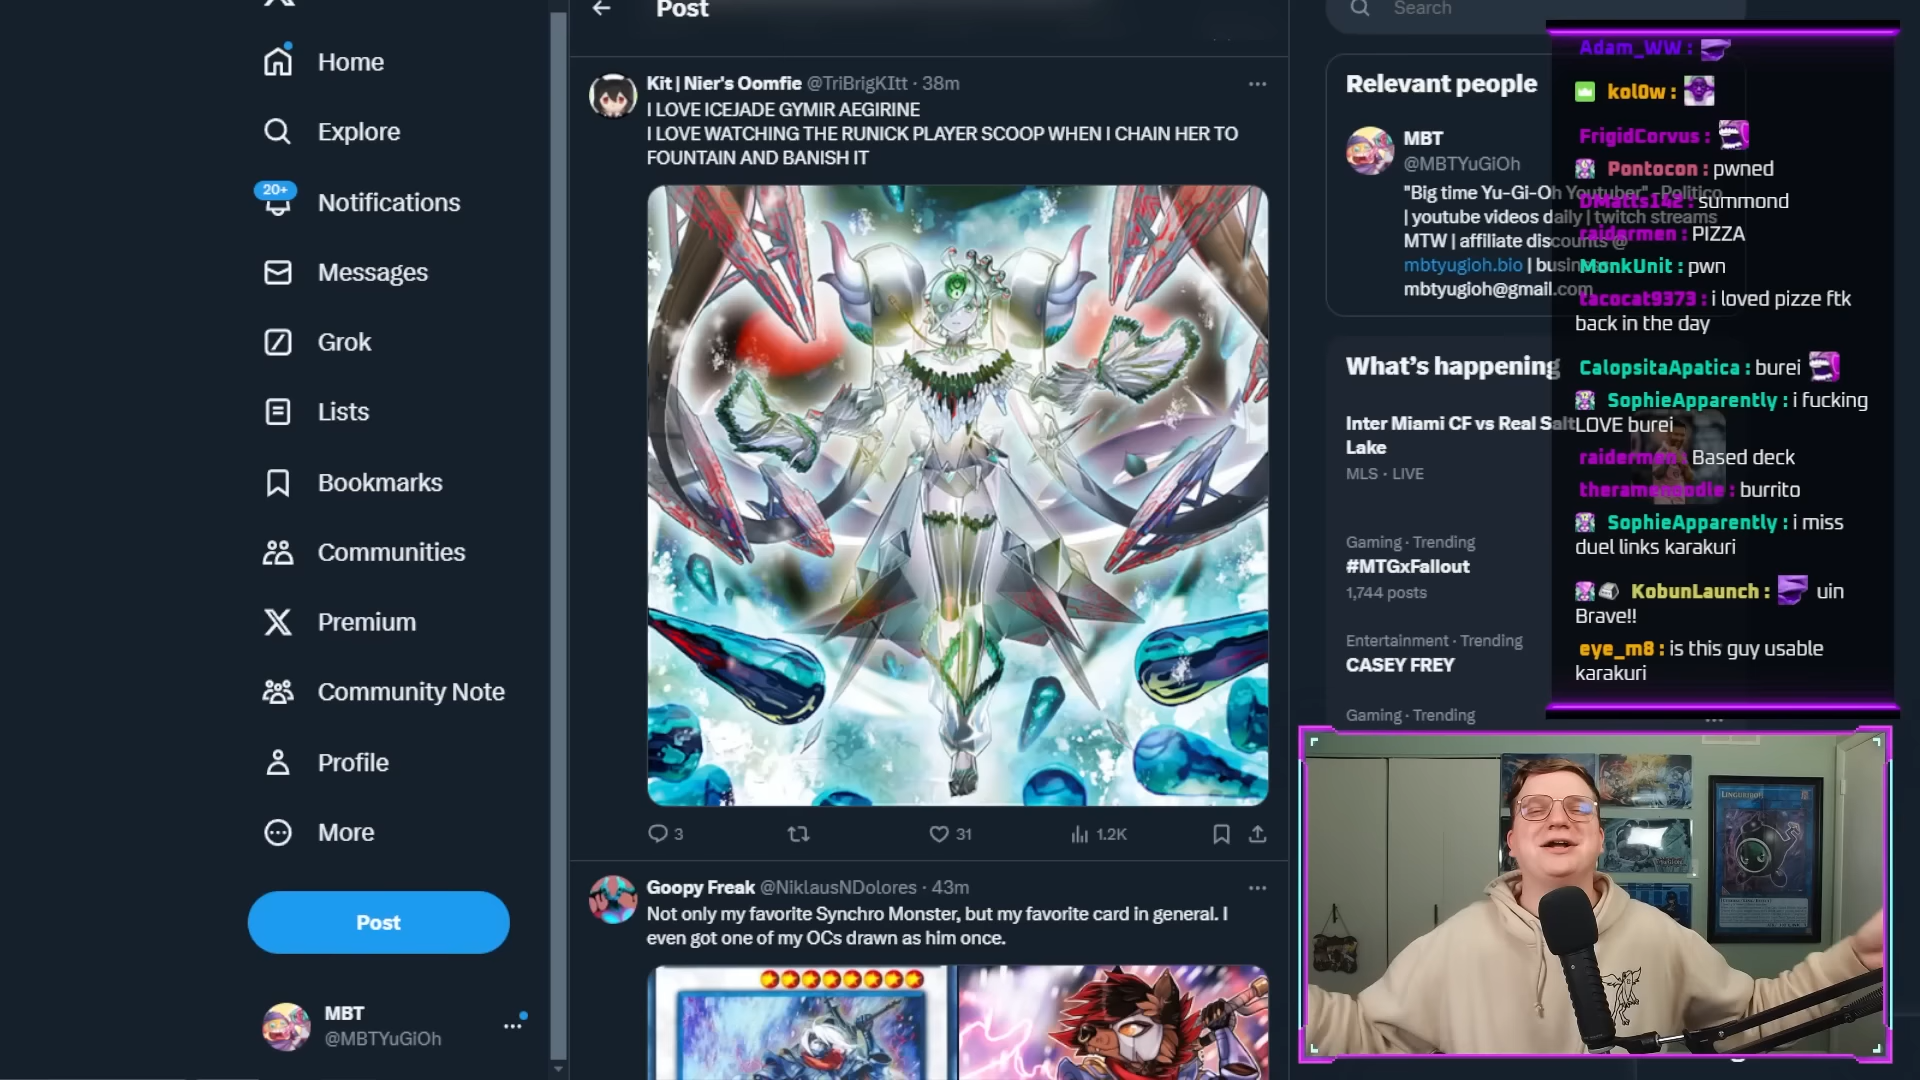 Home
Explore
20+
Notifications
Messages
Grok
Lists
Bookmarks
Communities
Premium
Community Note
Profile
More
Post
MBT
@MBTYuGiOh
Post
Kit | Nier's Oomfie @TriBrigKItt · 38m
I LOVE ICEJADE GYMIR AEGIRINE
I LOVE WATCHING THE RUNICK PLAYER SCOOP WHEN I CHAIN HER TO
FOUNTAIN AND BANISH IT
3
31
1.2K
Goopy Freak @NiklausNDolores · 43m
Not only my favorite Synchro Monster, but my favorite card in general. I
even got one of my OCs drawn as him once.
Search
Relevant people
MBT
@MBTYuGiOh
"Big time Yu-Gi-Oh Youtuber" -Politico
| youtube videos daily | twitch streams
MTW | affiliate discounts @
mbtyugioh.bio | business
mbtyugioh@gmail.com
What's happening
Inter Miami CF vs Real Salt
Lake
MLS · LIVE
Gaming · Trending
#MTGxFallout
1,744 posts
Entertainment · Trending
CASEY FREY
Gaming · Trending
Adam_WW :
kol0w :
FrigidCorvus :
Pontocon : pwned
DMatts142 : summond
raidermen : PIZZA
MonkUnit : pwn
tacocat9373 : i loved pizze ftk
back in the day
CalopsitaApatica : burei
SophieApparently : i fucking
LOVE burei
raidermen : Based deck
theramenoodle : burrito
SophieApparently : i miss
duel links karakuri
KobunLaunch : uin
Brave!!
eye_m8 : is this guy usable
karakuri
LINGURIBOH